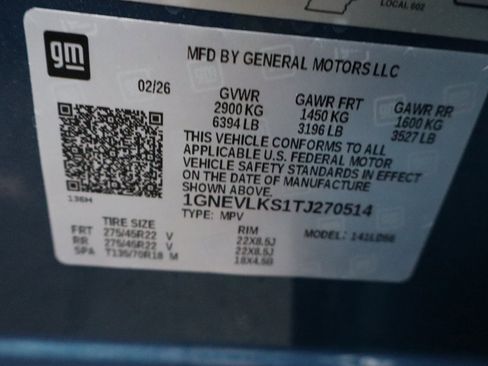 LOCAL 602
gm
MFD BY GENERAL MOTORS LLC
02/26
GVWR GAWR FRT GAWR RR
2900 KG 1450 KG 1600 KG
6394 LB 3196 LB 3527 LB
THIS VEHICLE CONFORMS TO ALL
APPLICABLE U.S. FEDERAL MOTOR
VEHICLE SAFETY STANDARDS IN EFFECT
ON THE DATE OF MANUFACTURE
SHOWN ABOVE.
1GNEVLKS1TJ270514
TYPE: MPV
TIRE SIZE RIM MODEL:
FRT 275/45R22 V 22X8.5J
RR 275/45R22 V 22X8.5J
SPA T135/70R18 M 18X4.5B